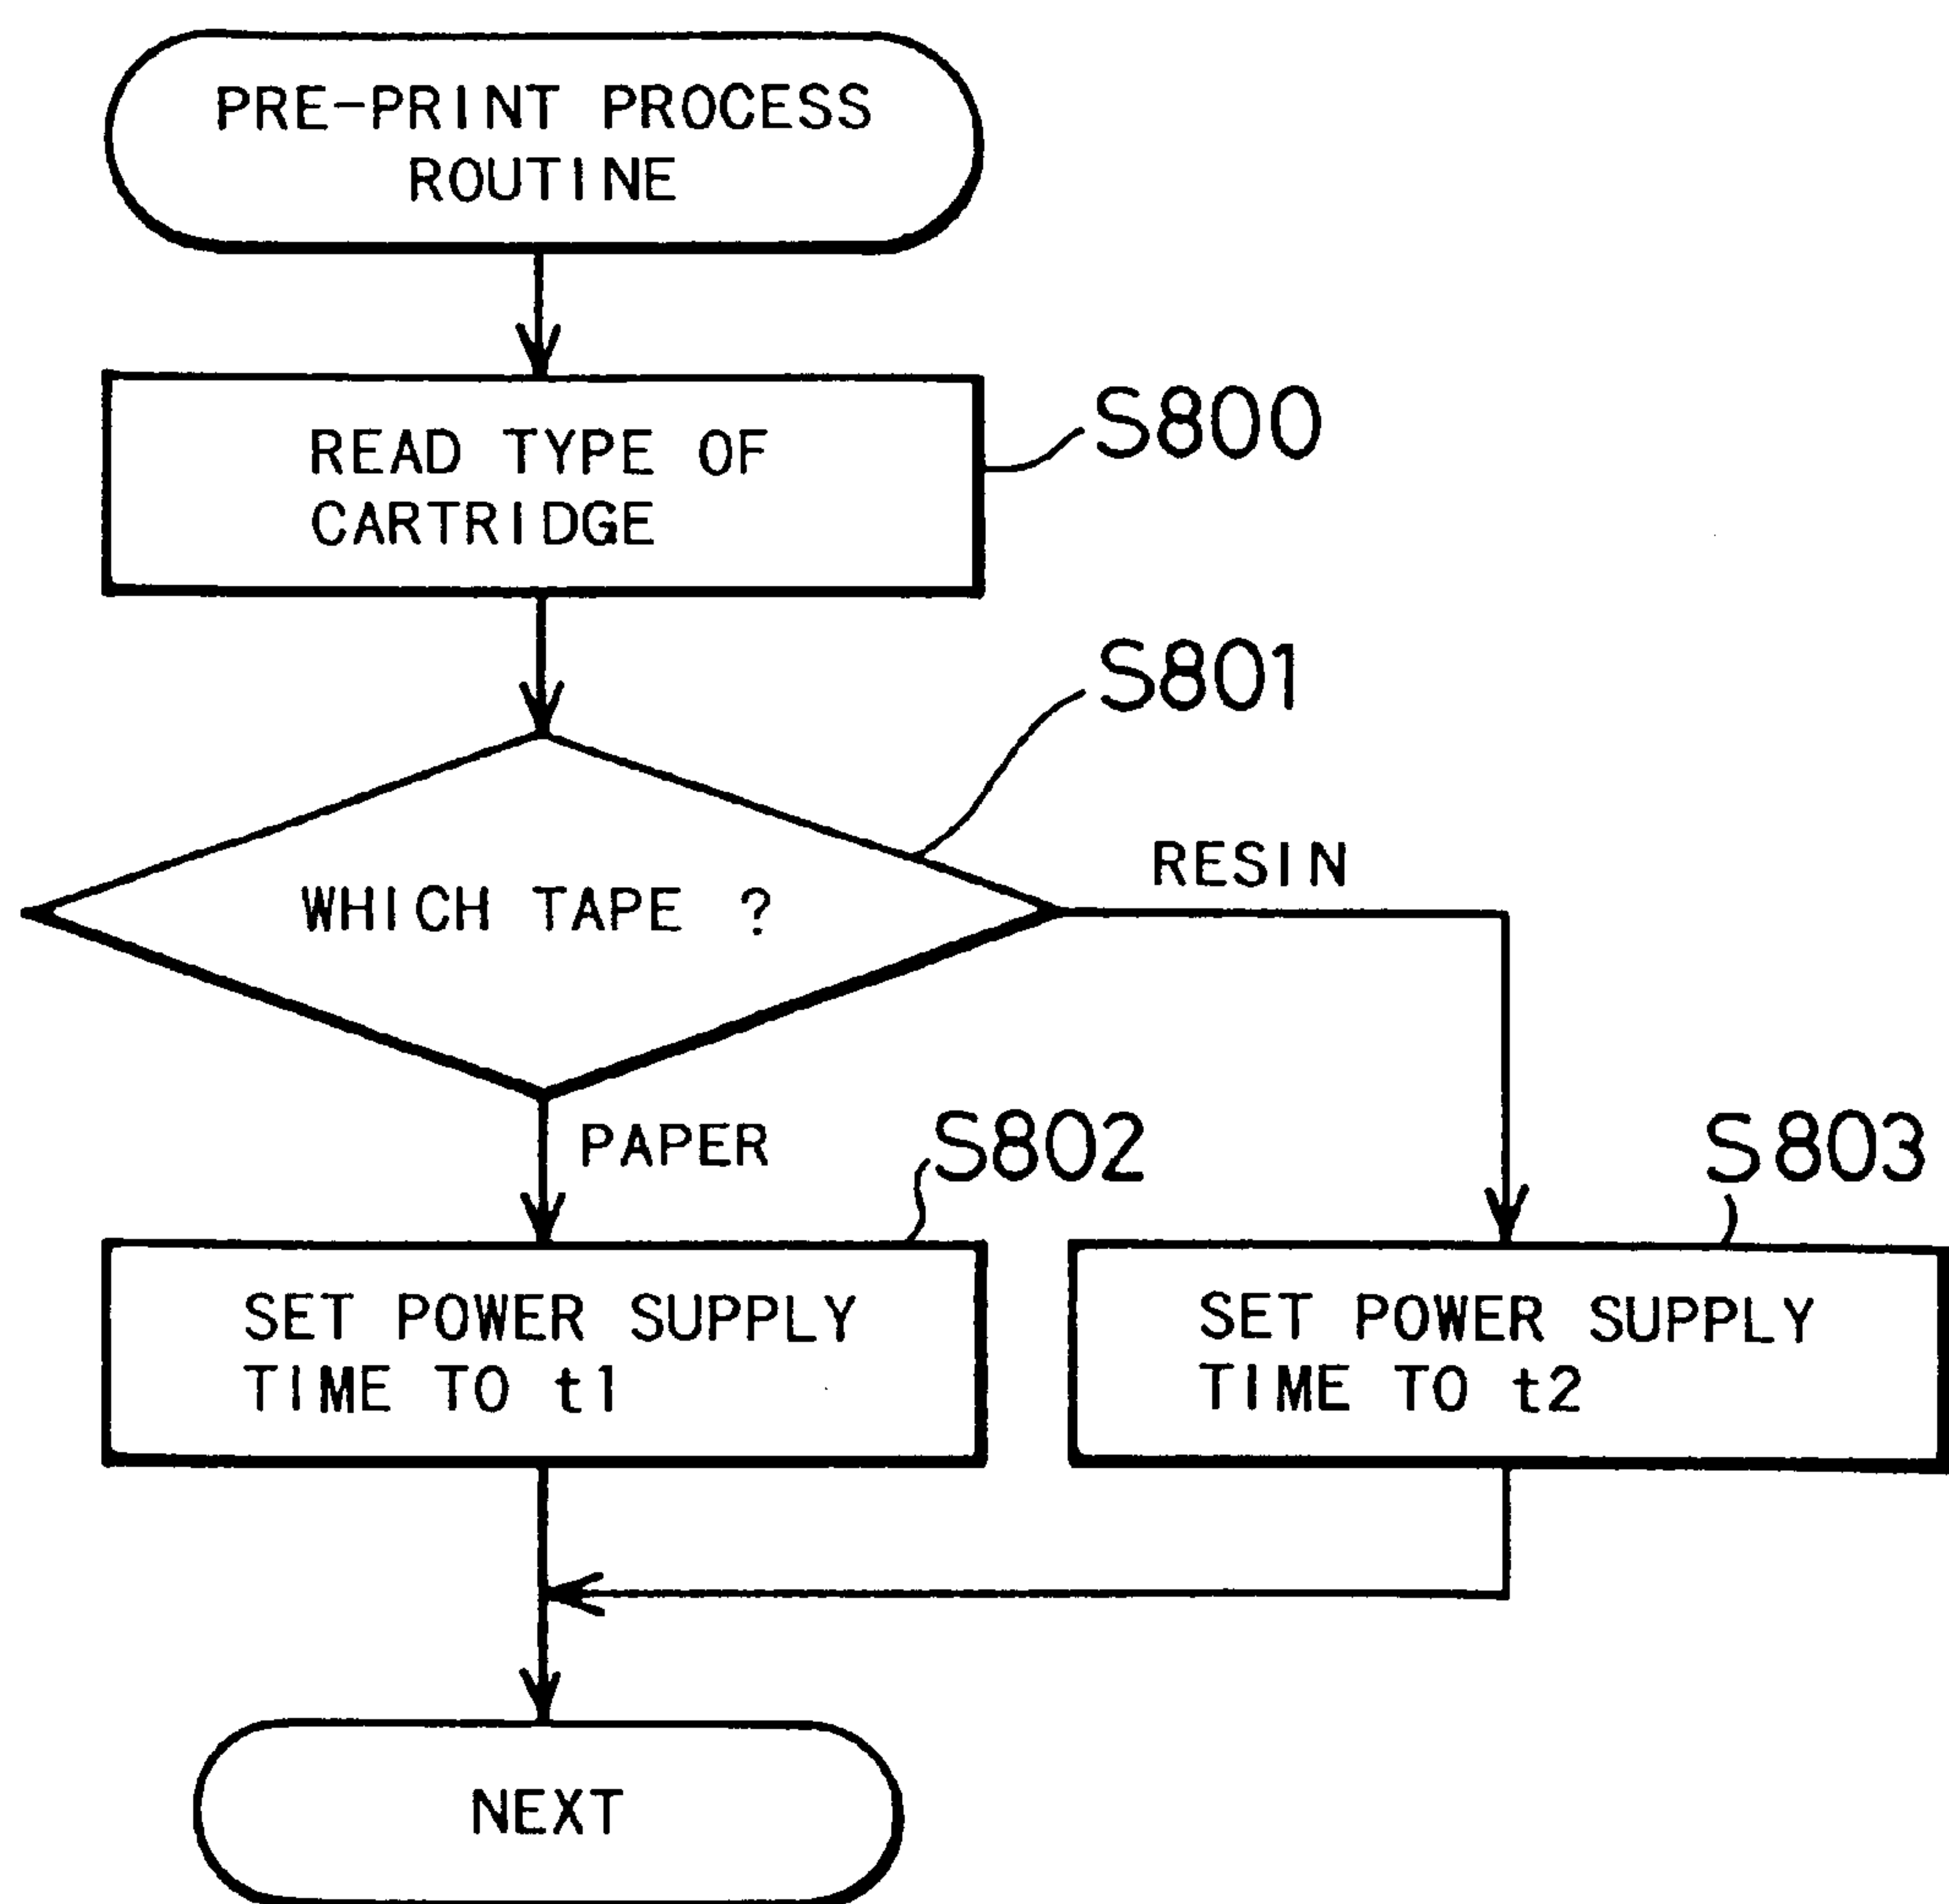 PRE-PRINT PROCESS
ROUTINE
READ TYPE OF
CARTRIDGE
S800
S801
WHICH TAPE ?
RESIN
PAPER
S802
S803
SET POWER SUPPLY
TIME TO t1
SET POWER SUPPLY
TIME TO t2
NEXT